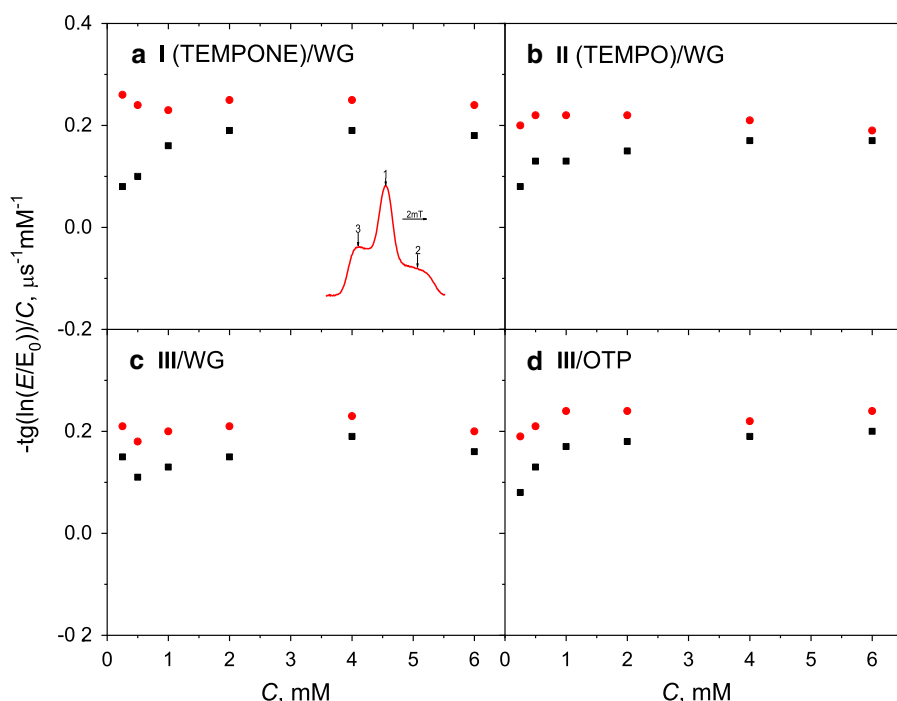 -tg(ln(E/E₀))/C, μs⁻¹mM⁻¹
0.4
0.2
0.0
-0.2
a I (TEMPONE)/WG
1
2mT
3
2
b II (TEMPO)/WG
0.2
0.0
-0.2
c III/WG
d III/OTP
0 1 2 3 4 5 6
0 1 2 3 4 5 6
C, mM
C, mM